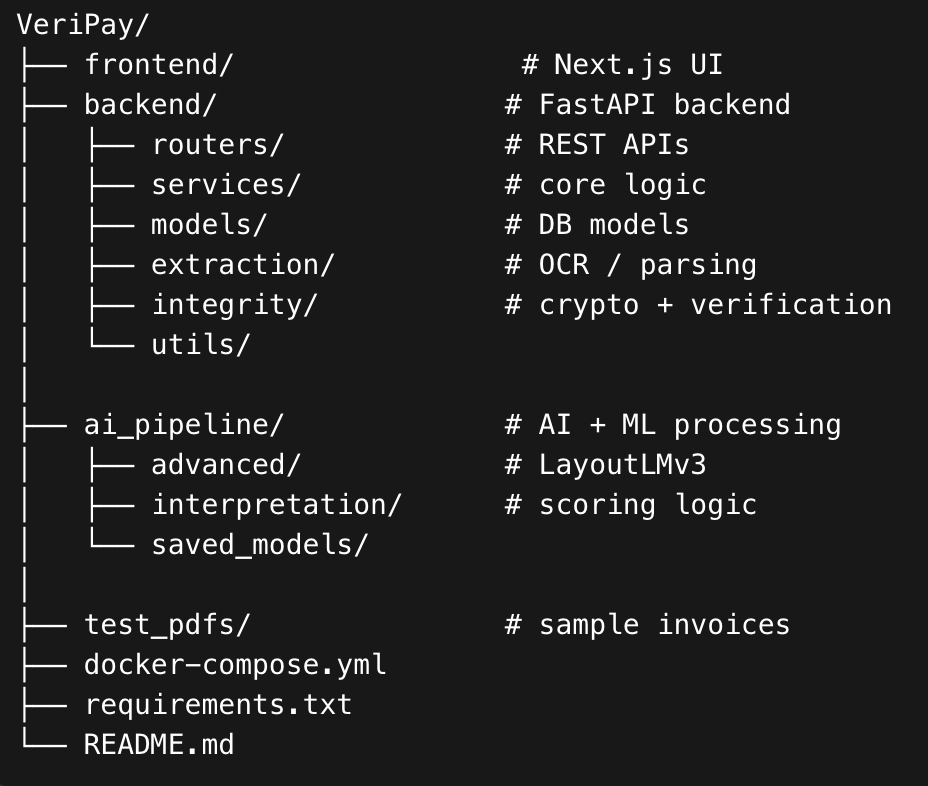 VeriPay/
├── frontend/                 # Next.js UI
├── backend/                 # FastAPI backend
│   ├── routers/             # REST APIs
│   ├── services/            # core logic
│   ├── models/              # DB models
│   ├── extraction/          # OCR / parsing
│   ├── integrity/           # crypto + verification
│   └── utils/
│
├── ai_pipeline/             # AI + ML processing
│   ├── advanced/            # LayoutLMv3
│   ├── interpretation/      # scoring logic
│   └── saved_models/
│
├── test_pdfs/               # sample invoices
├── docker-compose.yml
├── requirements.txt
└── README.md